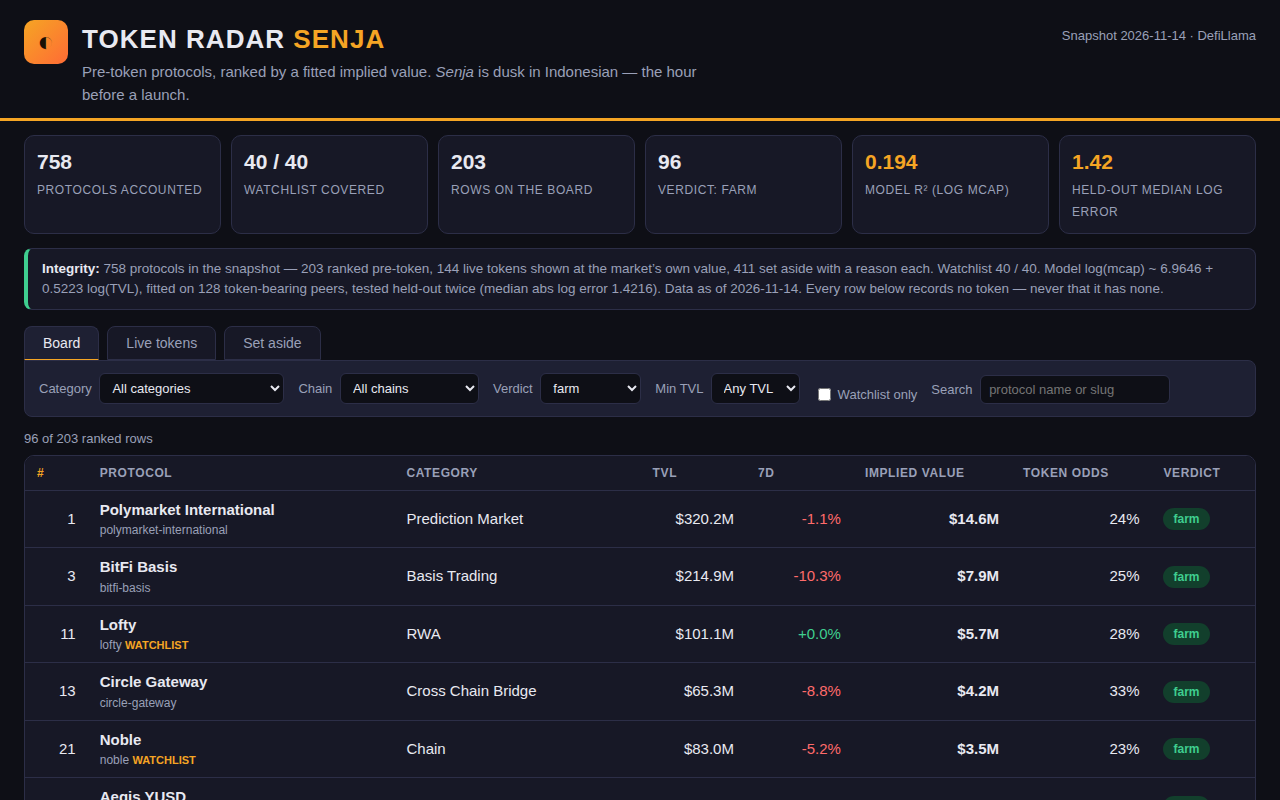 TOKEN RADAR SENJA
Snapshot 2026-11-14 · DefiLlama
Pre-token protocols, ranked by a fitted implied value. Senja is dusk in Indonesian — the hour
before a launch.
758
PROTOCOLS ACCOUNTED
40 / 40
WATCHLIST COVERED
203
ROWS ON THE BOARD
96
VERDICT: FARM
0.194
MODEL R² (LOG MCAP)
1.42
HELD-OUT MEDIAN LOG
ERROR
Integrity: 758 protocols in the snapshot — 203 ranked pre-token, 144 live tokens shown at the market's own value, 411 set aside with a reason each. Watchlist 40 / 40. Model log(mcap) ~ 6.9646 +
0.5223 log(TVL), fitted on 128 token-bearing peers, tested held-out twice (median abs log error 1.4216). Data as of 2026-11-14. Every row below records no token — never that it has none.
Board Live tokens Set aside
Category All categories Chain All chains Verdict farm Min TVL Any TVL Watchlist only Search protocol name or slug
96 of 203 ranked rows
# PROTOCOL CATEGORY TVL 7D IMPLIED VALUE TOKEN ODDS VERDICT
1 Polymarket International Prediction Market $320.2M -1.1% $14.6M 24% farm
polymarket-international
3 BitFi Basis Basis Trading $214.9M -10.3% $7.9M 25% farm
bitfi-basis
11 Lofty RWA $101.1M +0.0% $5.7M 28% farm
lofty WATCHLIST
13 Circle Gateway Cross Chain Bridge $65.3M -8.8% $4.2M 33% farm
circle-gateway
21 Noble Chain $83.0M -5.2% $3.5M 23% farm
noble WATCHLIST
Aegis YUSD